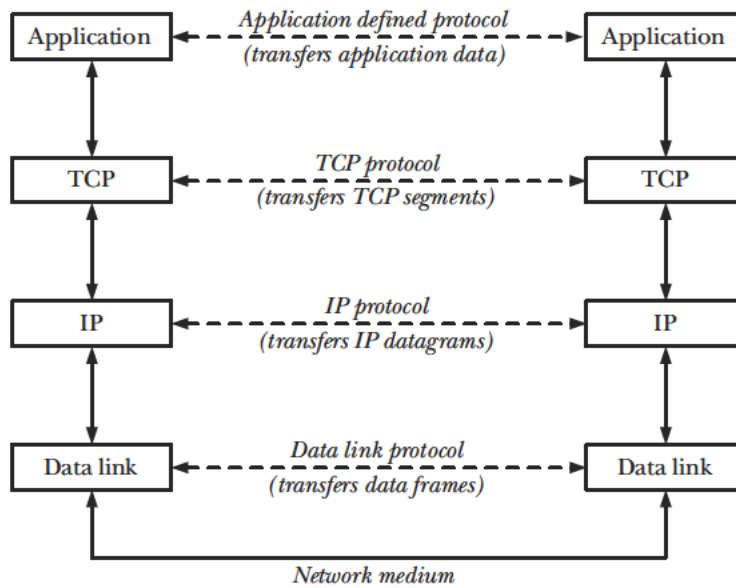 Application defined protocol
Application
Application
(transfers application data)
TCP protocol
TCP
TCP
(transfers TCP segments)
IP protocol
IP
IP
(transfers IP datagrams)
Data link protocol
Data link
Data link
(transfers data frames)
Network medium